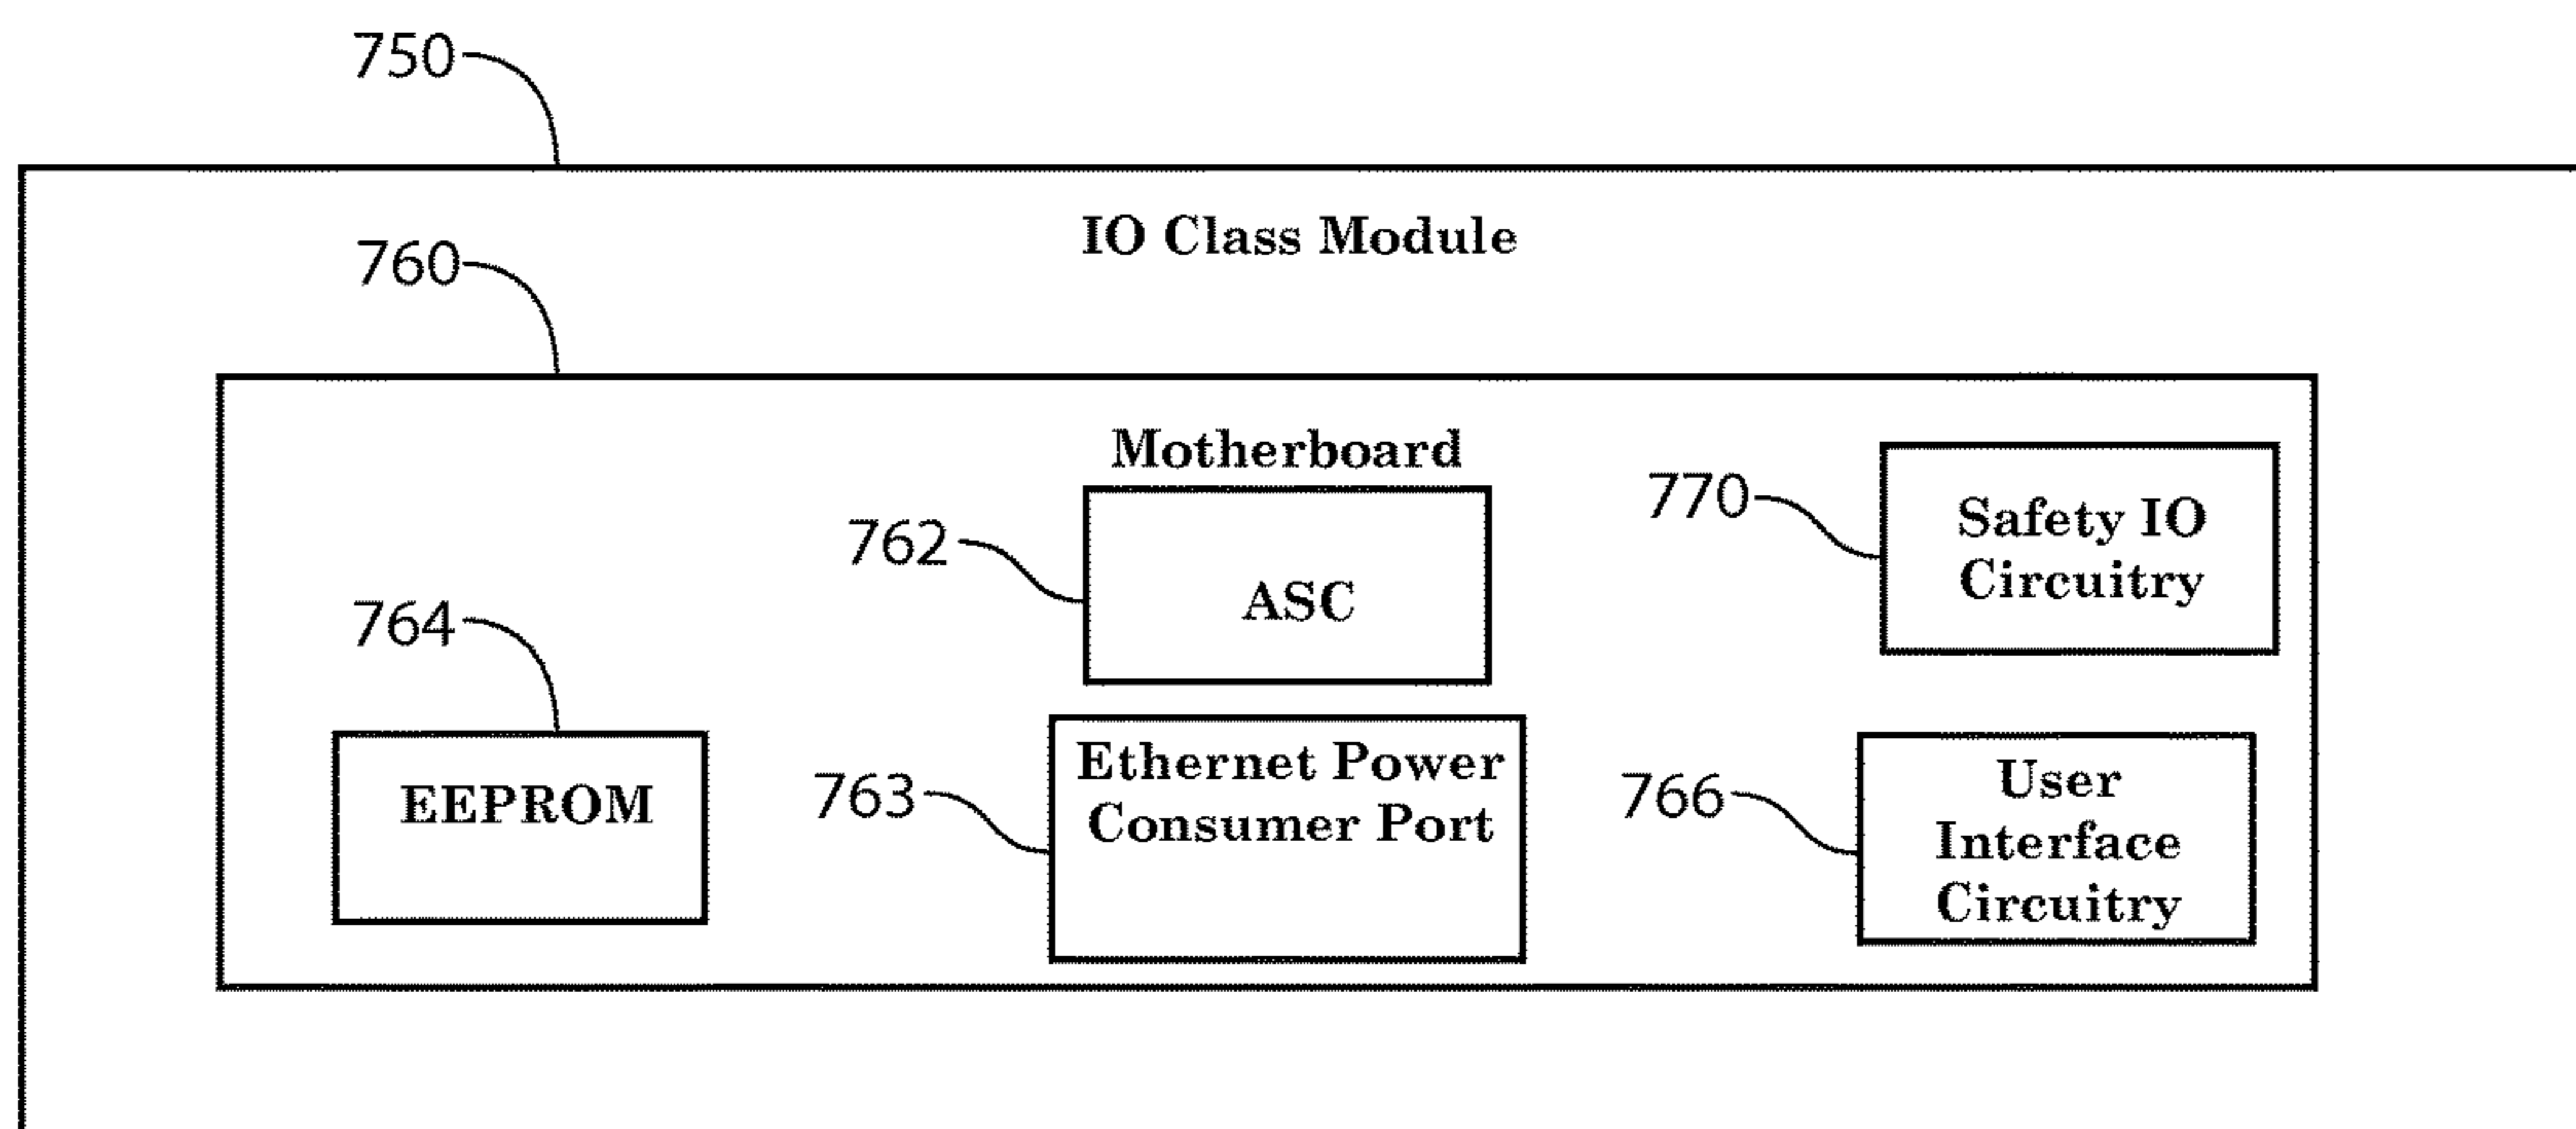 750
IO Class Module
760
Motherboard
770
Safety IO
Circuitry
762
ASC
764
EEPROM
763
Ethernet Power
Consumer Port
766
User
Interface
Circuitry